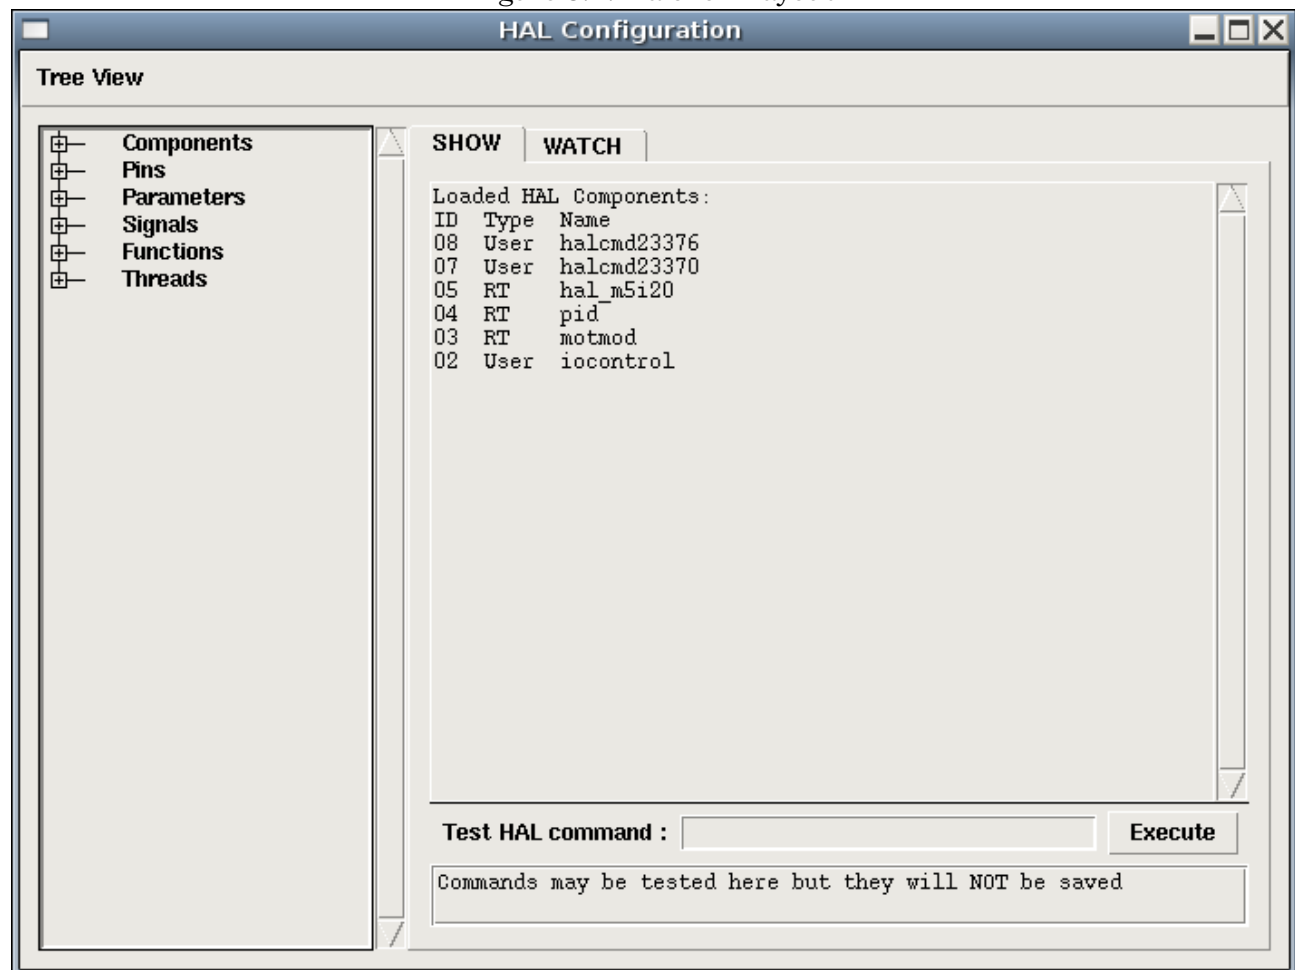 HAL Configuration
Tree View
Components
Pins
Parameters
Signals
Functions
Threads
SHOW WATCH
Loaded HAL Components:
ID Type Name
08 User halcmd23376
07 User halcmd23370
05 RT hal_m5i20
04 RT pid
03 RT motmod
02 User iocontrol
Test HAL command : Execute
Commands may be tested here but they will NOT be saved